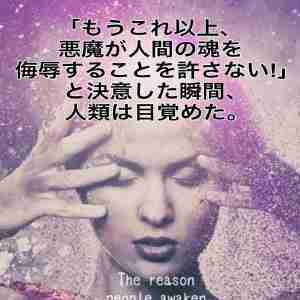 「もうこれ以上、
悪魔が人間の魂を
侮辱することを許さない!」
と決意した瞬間、
人類は目覚めた。
The reason
people awaken